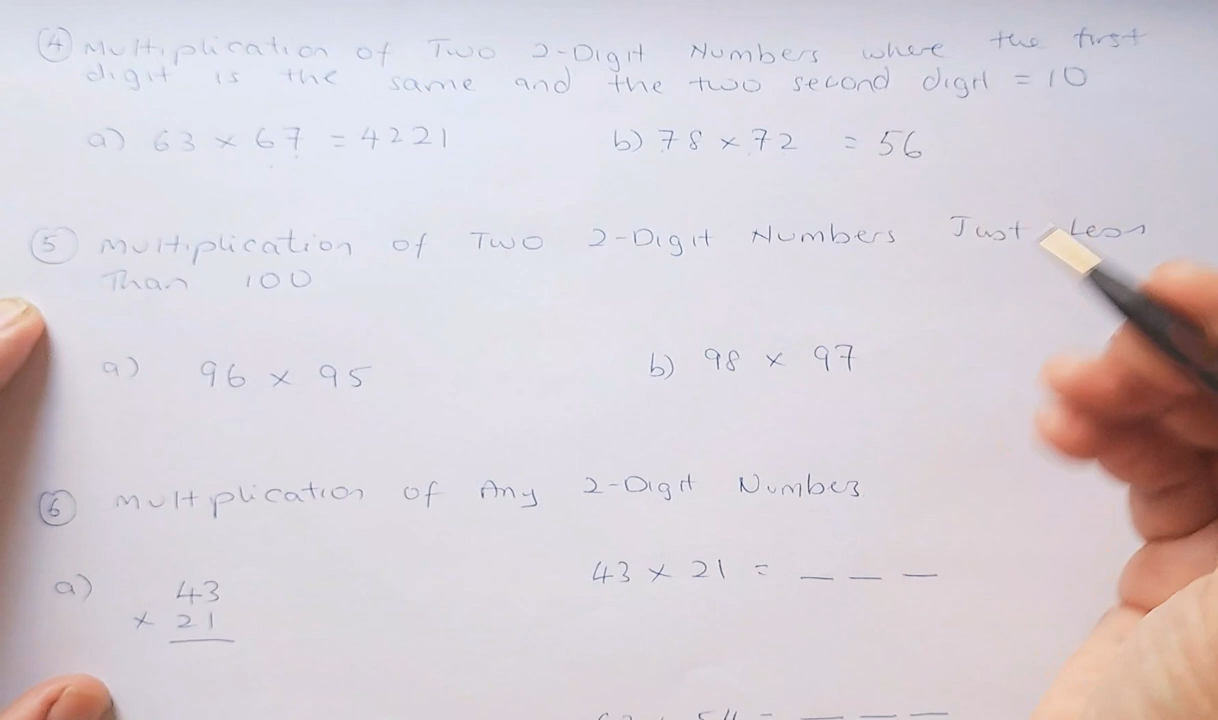 4 Multiplication of Two 2-Digit Numbers where the first
digit is the same and the two second digit = 10
a) 63 × 67 = 4221
b) 78 × 72 = 56
5 Multiplication of Two 2-Digit Numbers Just Less
Than 100
a) 96 × 95
b) 98 × 97
6 Multiplication of Any 2-Digit Number
a) 43
× 21
43 × 21 = _ _ _